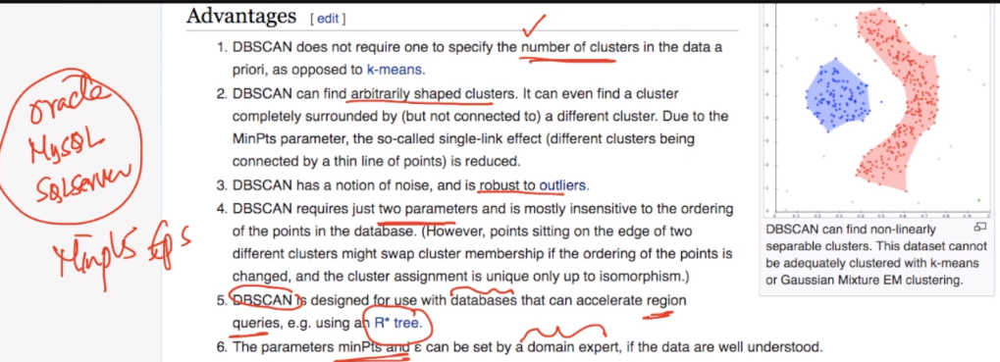 Advantages [ edit ]
1. DBSCAN does not require one to specify the number of clusters in the data a
priori, as opposed to k-means.
2. DBSCAN can find arbitrarily shaped clusters. It can even find a cluster
completely surrounded by (but not connected to) a different cluster. Due to the
MinPts parameter, the so-called single-link effect (different clusters being
connected by a thin line of points) is reduced.
3. DBSCAN has a notion of noise, and is robust to outliers.
4. DBSCAN requires just two parameters and is mostly insensitive to the ordering
of the points in the database. (However, points sitting on the edge of two
different clusters might swap cluster membership if the ordering of the points is
changed, and the cluster assignment is unique only up to isomorphism.)
5. DBSCAN is designed for use with databases that can accelerate region
queries, e.g. using an R* tree.
6. The parameters minPts and ε can be set by a domain expert, if the data are well understood.
oracle
MySQL
SQLServer
Minpts Eps
DBSCAN can find non-linearly
separable clusters. This dataset cannot
be adequately clustered with k-means
or Gaussian Mixture EM clustering.